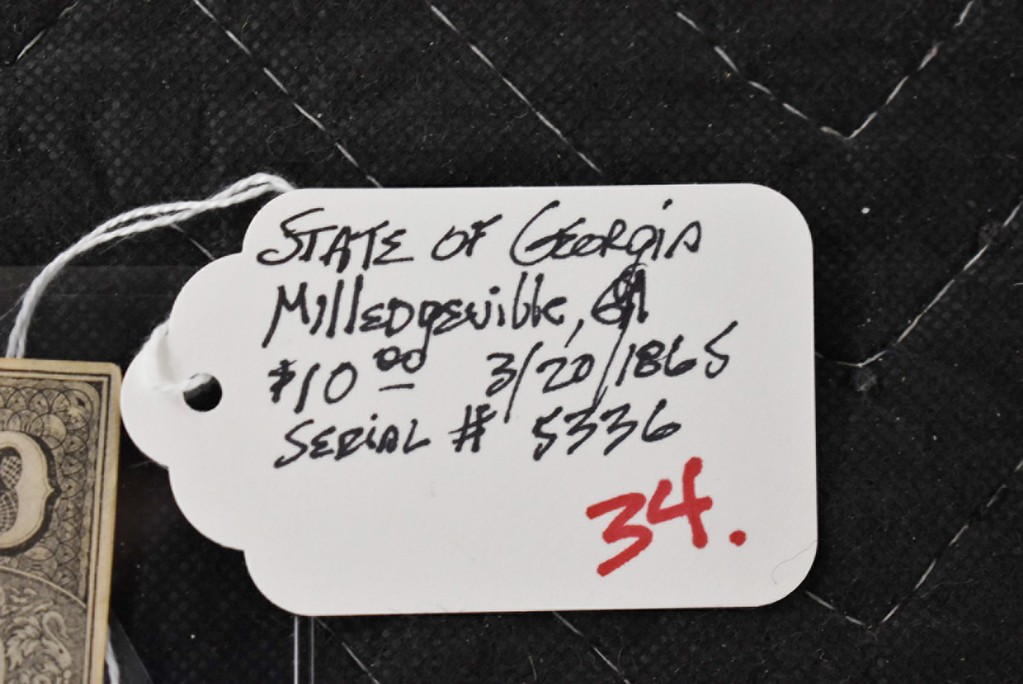 STATE OF GEORGIA
MillEDgEvillE, GA
$10 00 3/20/1865
SERIAL # 5336
34.